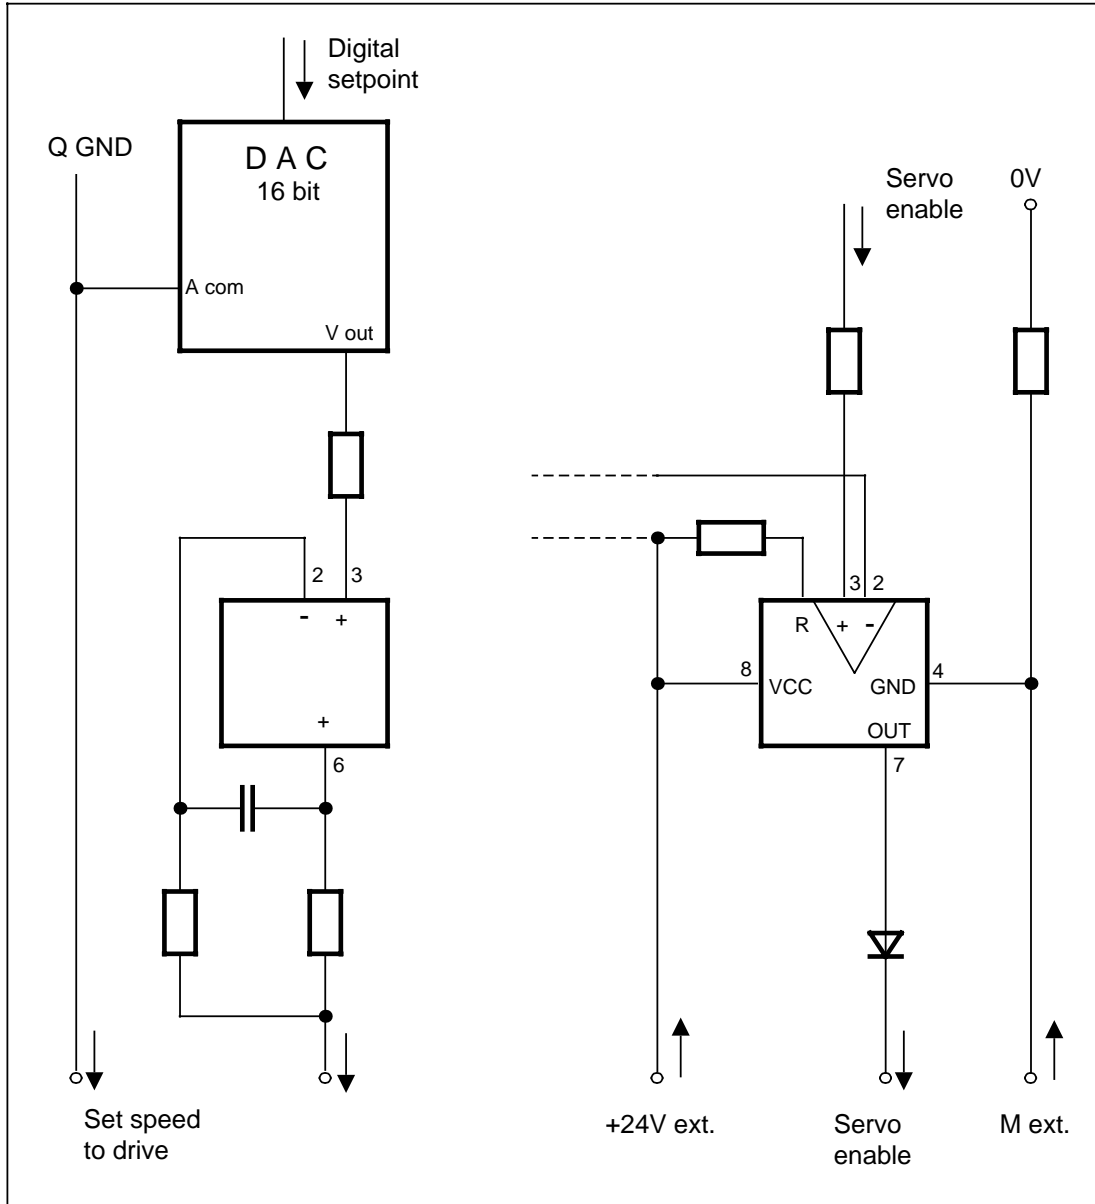 Digital
setpoint
Q GND
D A C
16 bit
A com
V out
2 3
- +
+
6
Set speed
to drive
Servo
enable
0V
3 2
R + -
8 4
VCC GND
OUT
7
+24V ext.
Servo
enable
M ext.